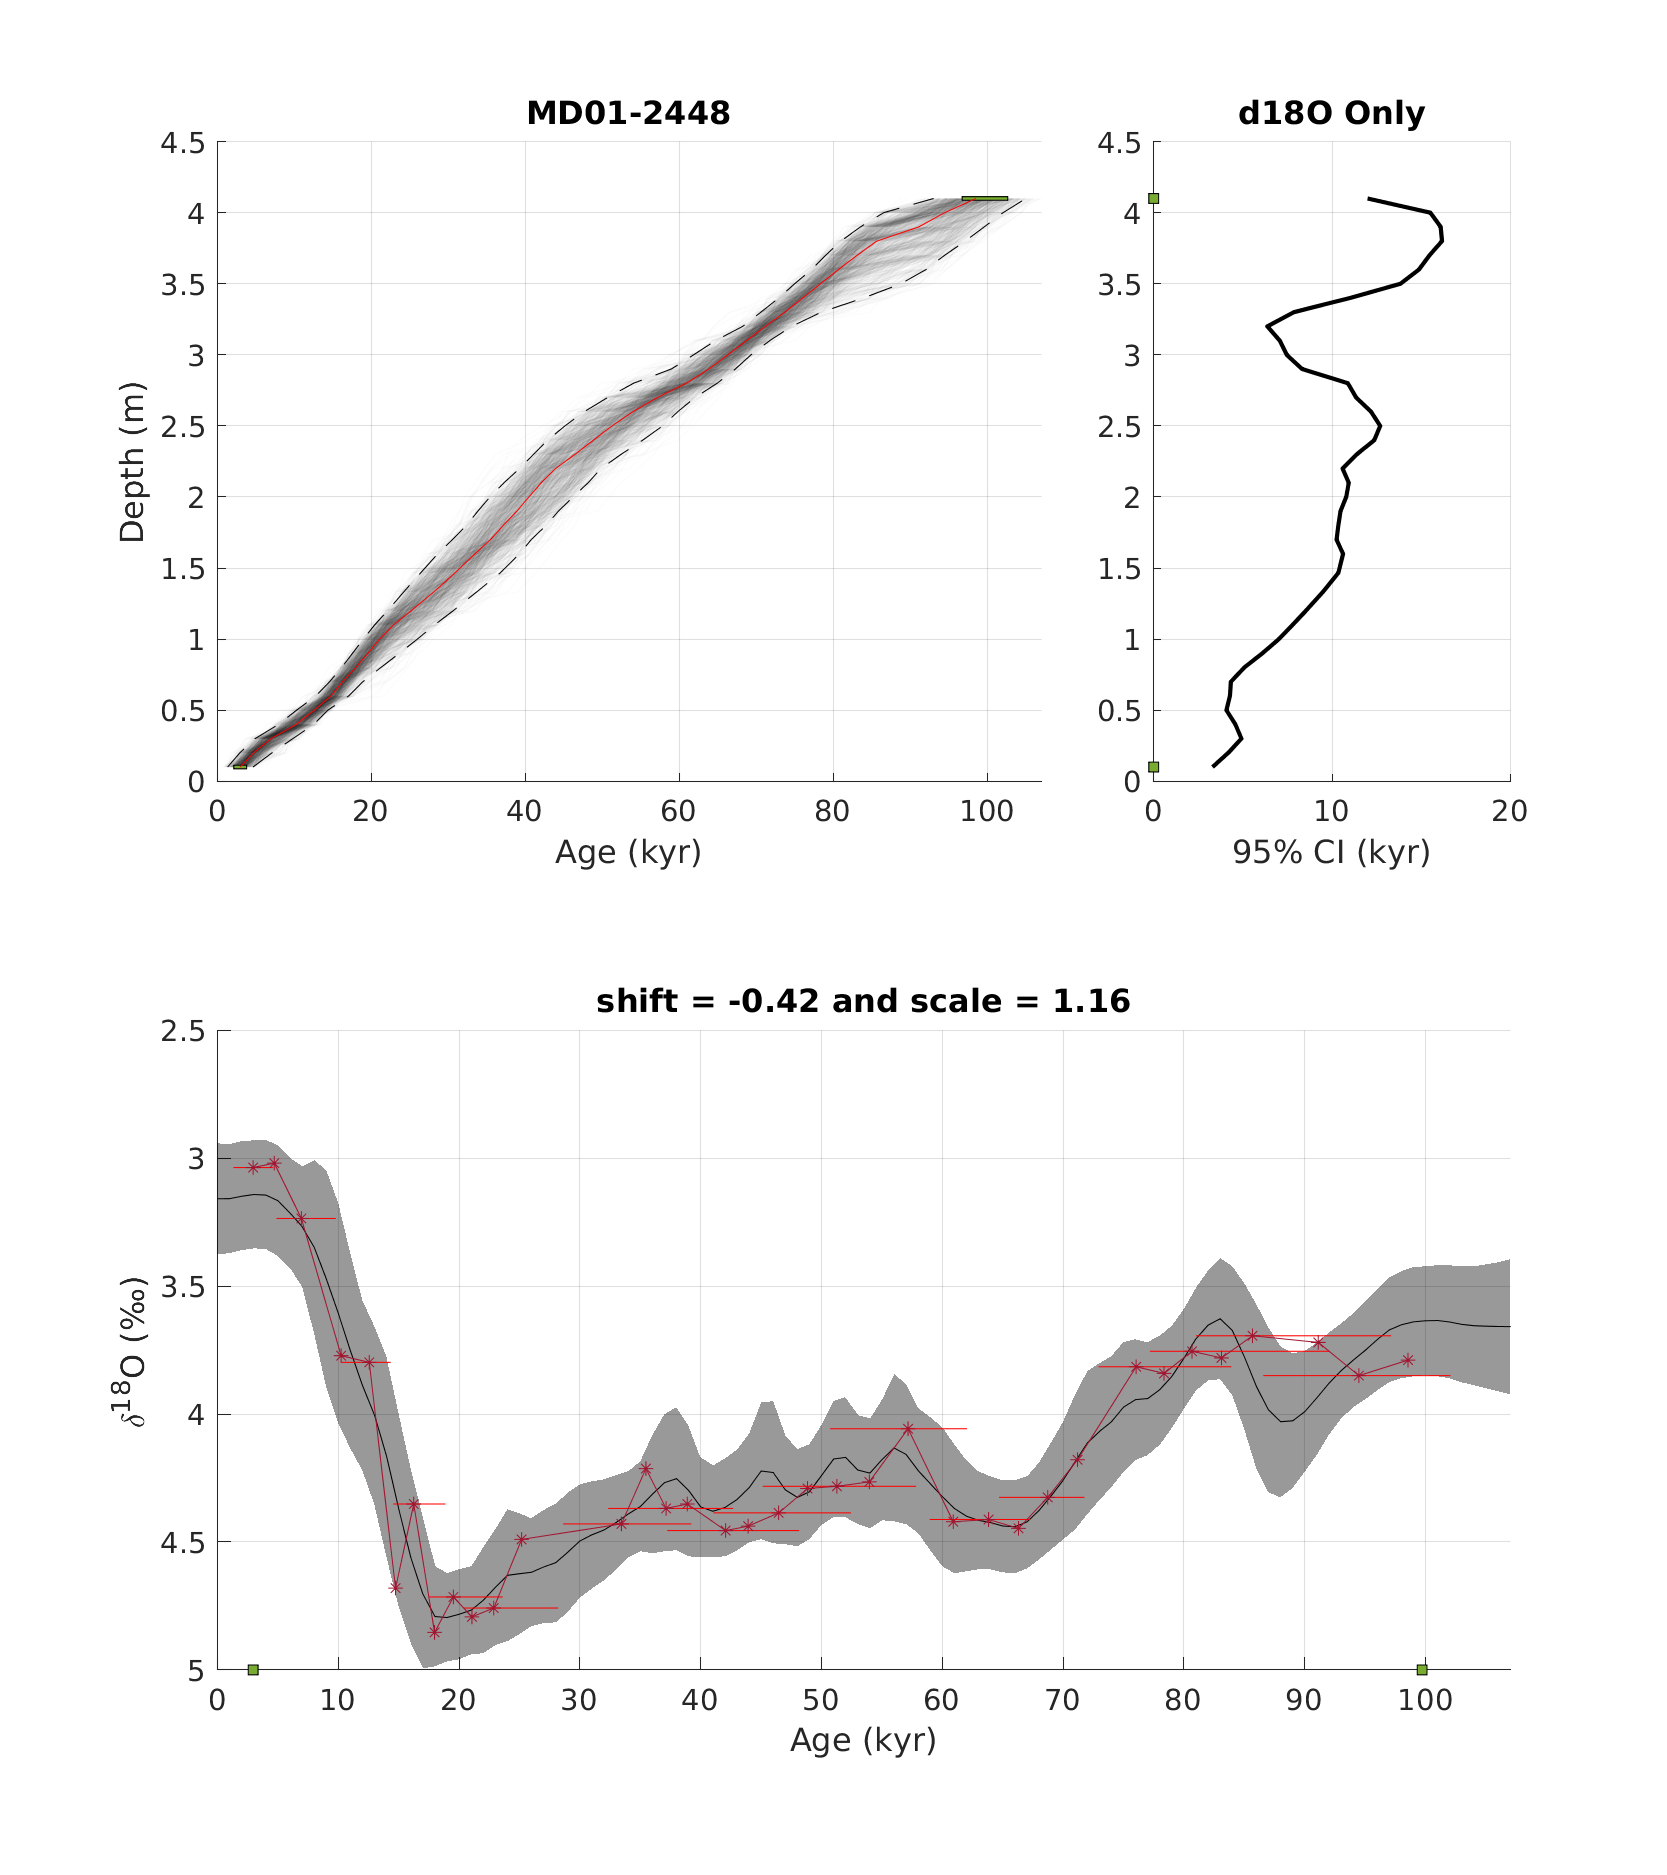 MD01-2448
4.5
4
3.5
3
2.5
2
1.5
1
0.5
0
Depth (m)
0 20 40 60 80 100
Age (kyr)
d18O Only
4.5
4
3.5
3
2.5
2
1.5
1
0.5
0
0 10 20
95% CI (kyr)
shift = -0.42 and scale = 1.16
2.5
3
3.5
4
4.5
5
δ18O (‰)
0 10 20 30 40 50 60 70 80 90 100
Age (kyr)